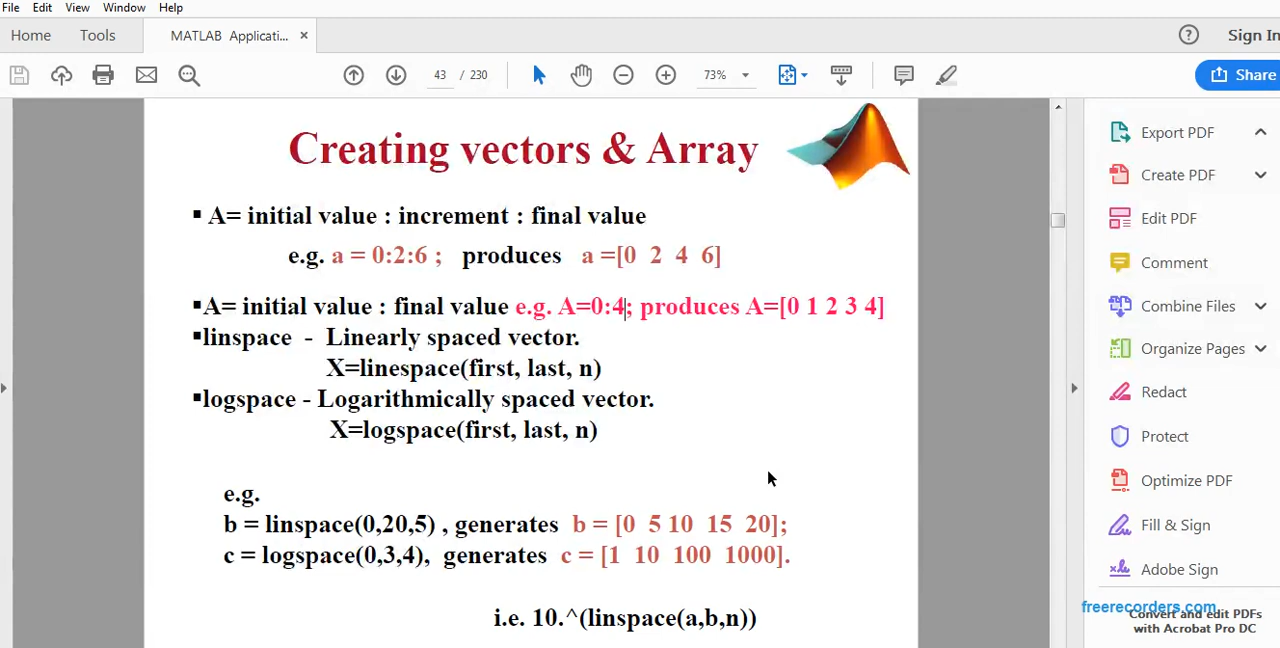 File Edit View Window Help
Home Tools MATLAB Applicati... × Sign In
43 / 230 73% Share
Creating vectors & Array
▪ A= initial value : increment : final value
e.g. a = 0:2:6 ; produces a =[0 2 4 6]
▪A= initial value : final value e.g. A=0:4; produces A=[0 1 2 3 4]
▪linspace - Linearly spaced vector.
X=linespace(first, last, n)
▪logspace - Logarithmically spaced vector.
X=logspace(first, last, n)
e.g.
b = linspace(0,20,5) , generates b = [0 5 10 15 20];
c = logspace(0,3,4), generates c = [1 10 100 1000].
i.e. 10.^(linspace(a,b,n))
Export PDF
Create PDF
Edit PDF
Comment
Combine Files
Organize Pages
Redact
Protect
Optimize PDF
Fill & Sign
Adobe Sign
freerecorders.com
Convert and edit PDFs
with Acrobat Pro DC